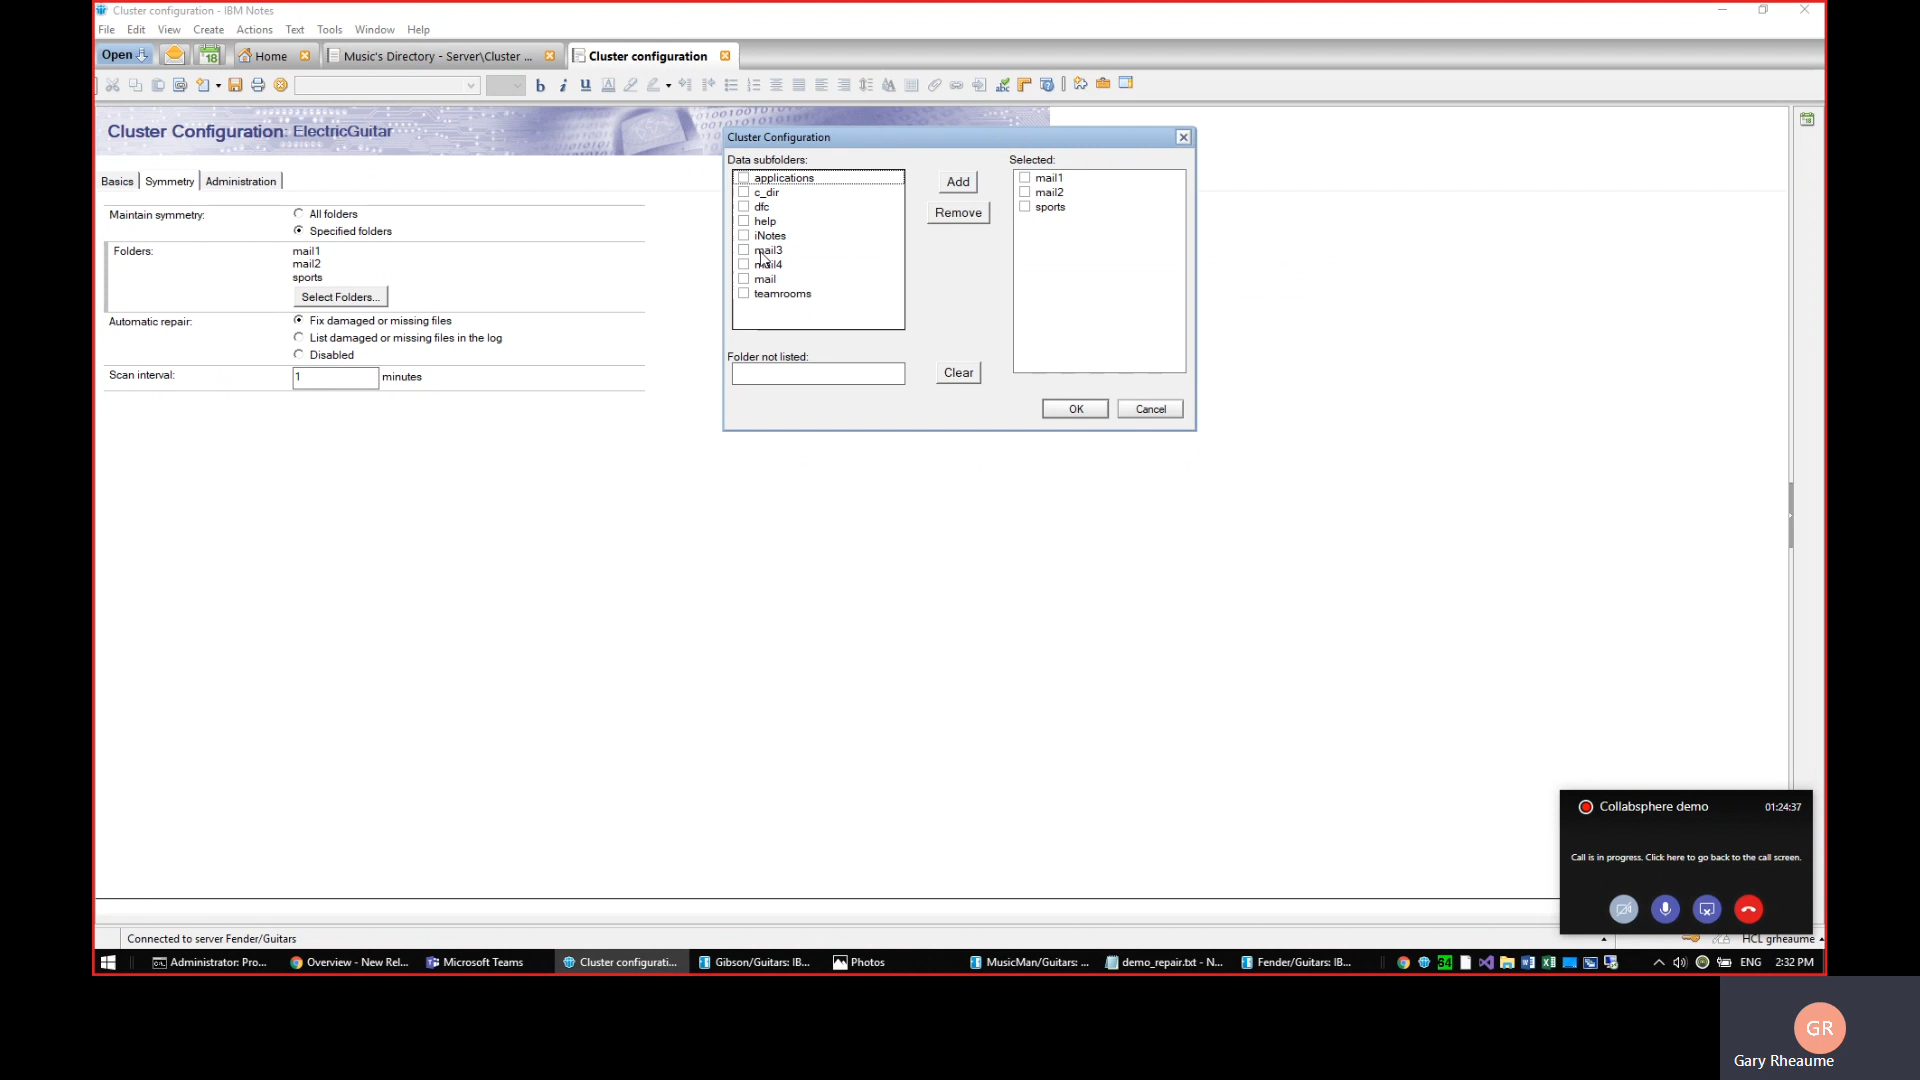 Cluster configuration - IBM Notes
File Edit View Create Actions Text Tools Window Help
Open 18 Home Music's Directory - Server\Cluster ... Cluster configuration
Cluster Configuration: ElectricGuitar
Basics Symmetry Administration
Maintain symmetry: All folders
Specified folders
Folders: mail1
mail2
sports
Select Folders...
Automatic repair: Fix damaged or missing files
List damaged or missing files in the log
Disabled
Scan interval: 1 minutes
Cluster Configuration
Data subfolders: Selected:
applications
c_dir
dfc
help
iNotes
mail3
mail4
mail
teamrooms
Add
Remove
mail1
mail2
sports
Folder not listed:
Clear
OK Cancel
Collabsphere demo 01:24:37
Call is in progress. Click here to go back to the call screen.
Connected to server Fender/Guitars
HCL grheaume
Administrator: Pro... Overview - New Rel... Microsoft Teams Cluster configurati... Gibson/Guitars: IB... Photos MusicMan/Guitars: ... demo_repair.txt - N... Fender/Guitars: IB... 84 ENG 2:32 PM
GR
Gary Rheaume